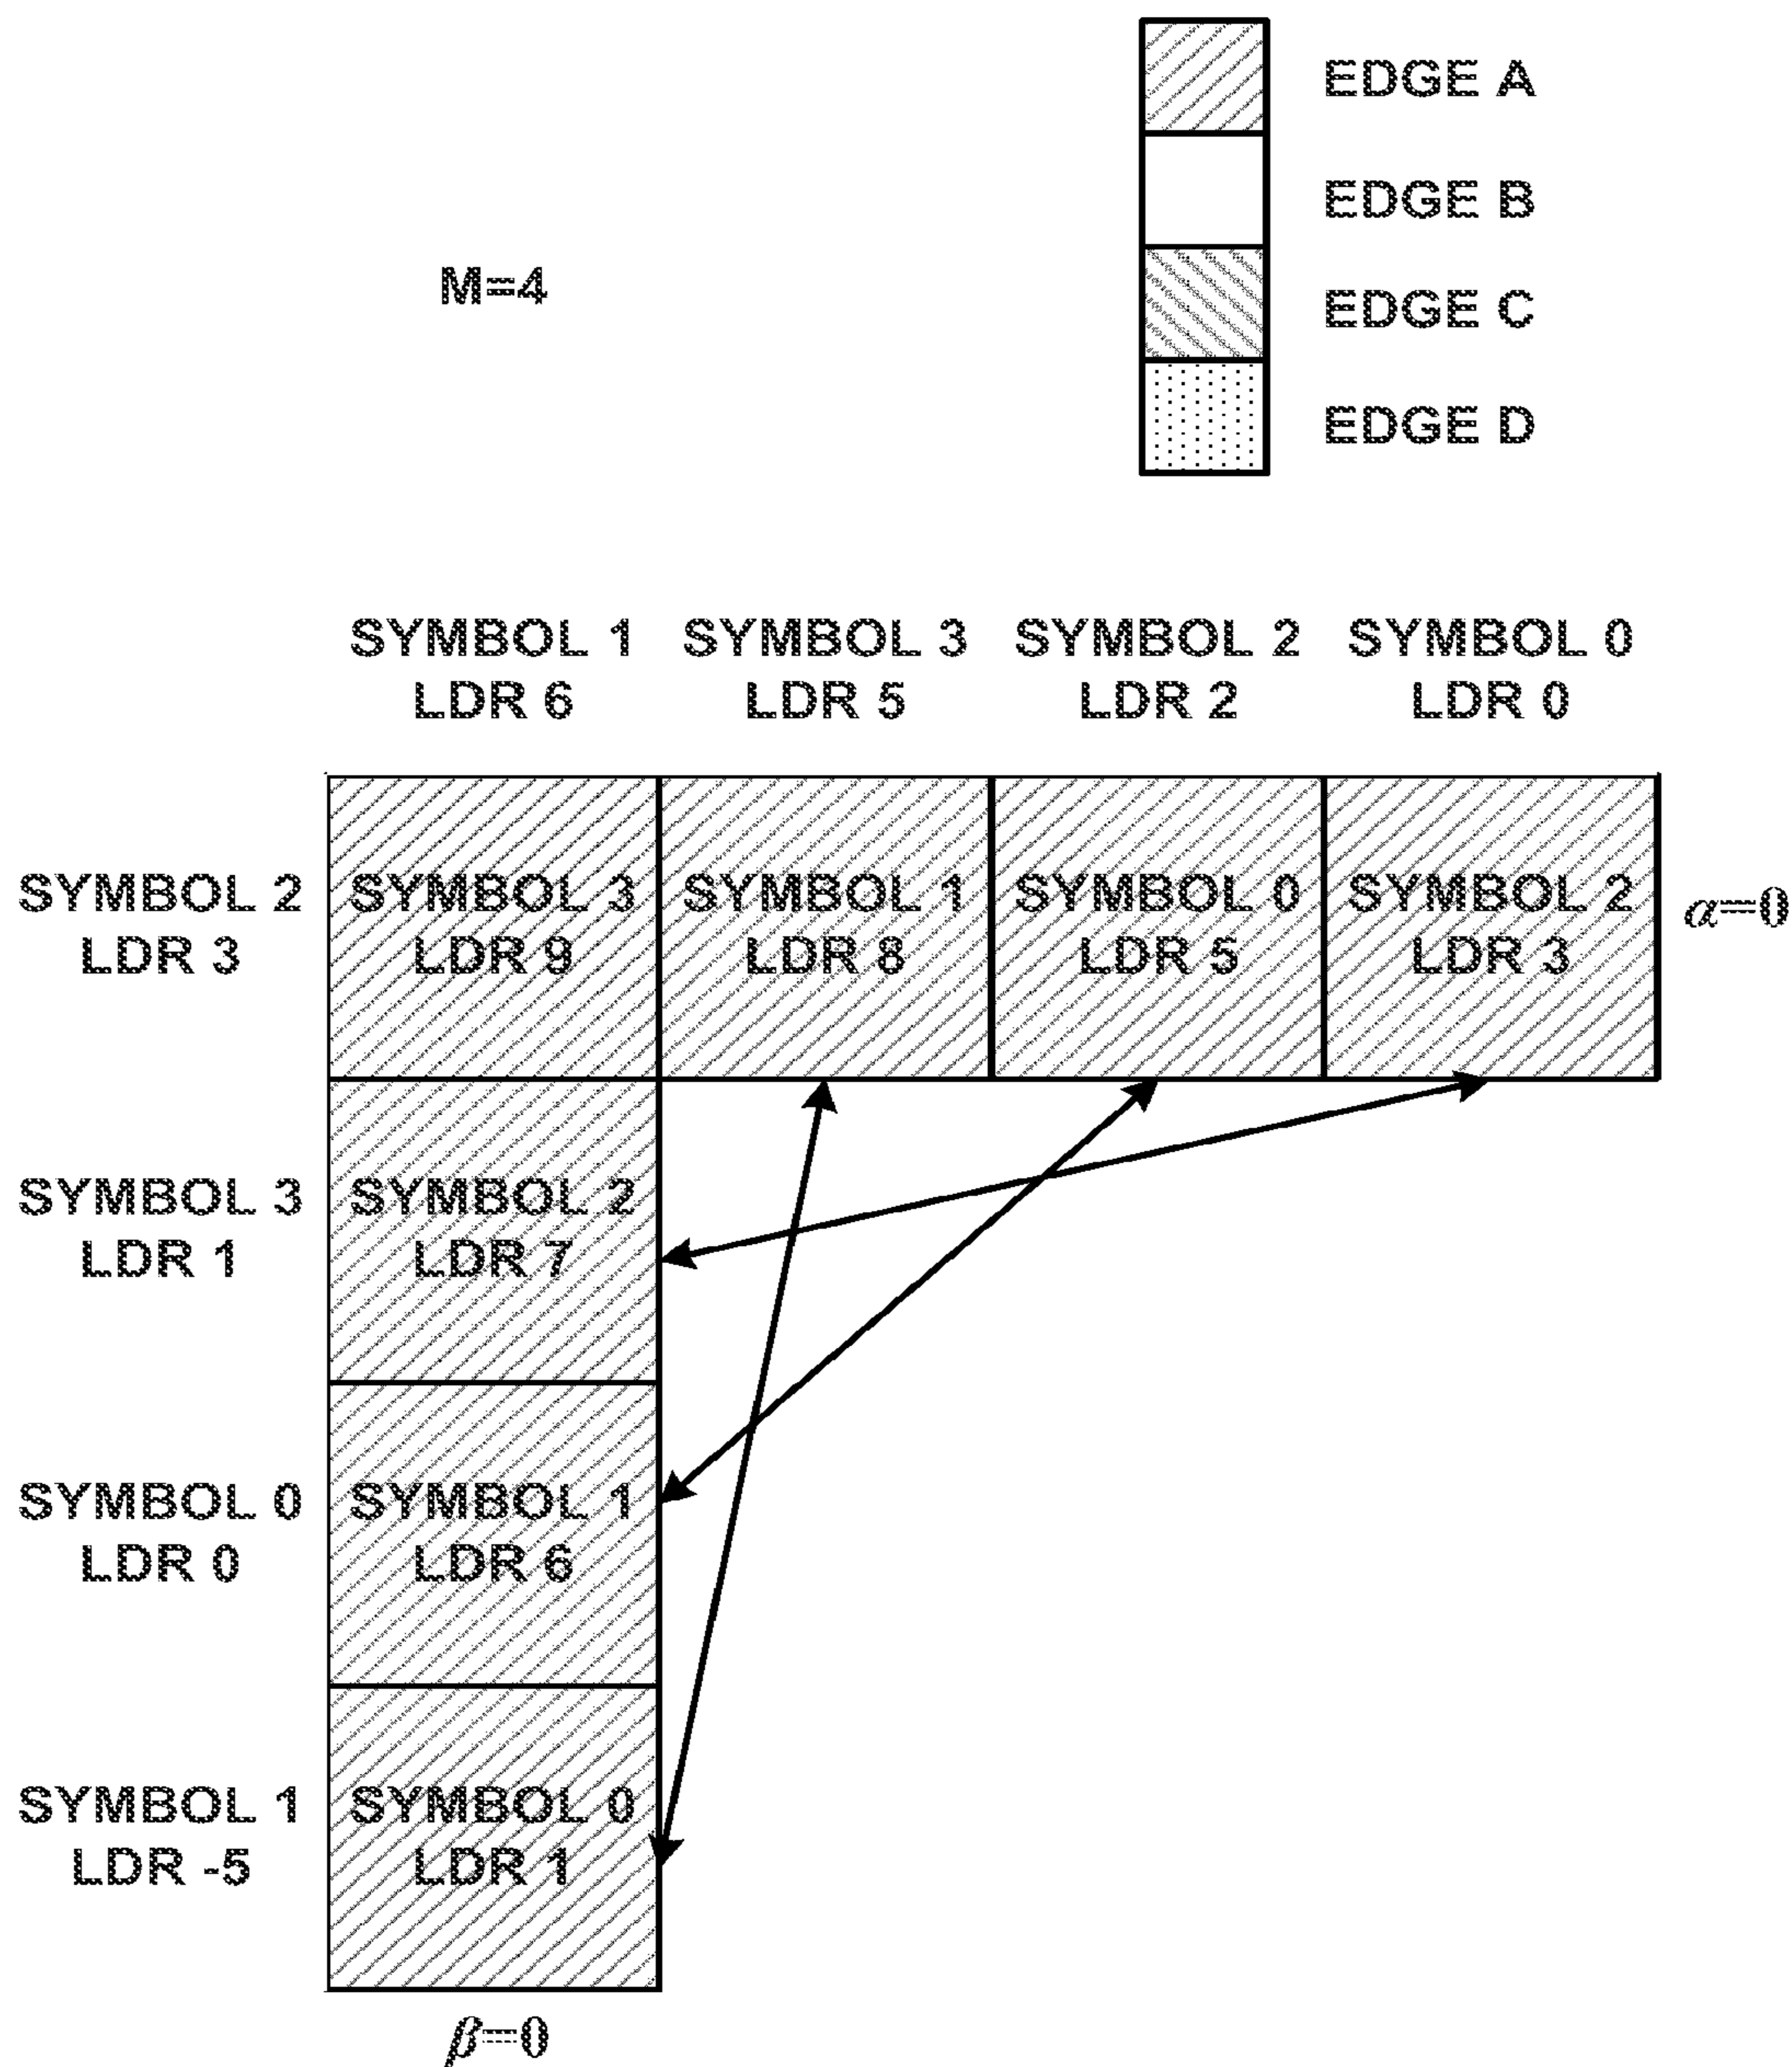 EDGE A
EDGE B
M=4
EDGE C
EDGE D
SYMBOL 1 SYMBOL 3 SYMBOL 2 SYMBOL 0
LDR 6 LDR 5 LDR 2 LDR 0
SYMBOL 2 SYMBOL 3 SYMBOL 1 SYMBOL 0 SYMBOL 2
α=0
LDR 3 LDR 9 LDR 8 LDR 5 LDR 3
SYMBOL 3 SYMBOL 2
LDR 1 LDR 7
SYMBOL 0 SYMBOL 1
LDR 0 LDR 6
SYMBOL 1 SYMBOL 0
LDR -5 LDR 1
β=0